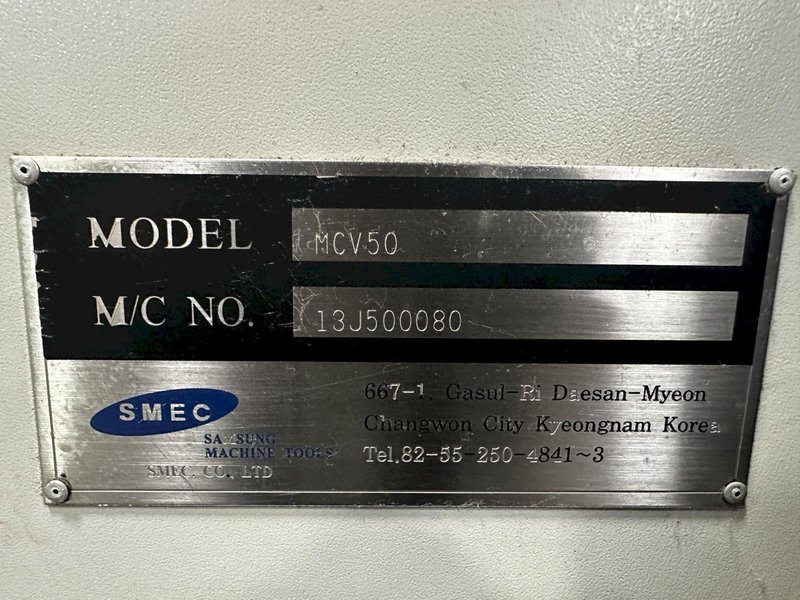 MODEL MCV50
M/C NO. 13J500080
SMEC
SAMSUNG
MACHINE TOOLS
SMEC. CO., LTD
667-1. Gasul-Ri Daesan-Myeon
Changwon City Kyeongnam Korea
Tel.82-55-250-4841~3